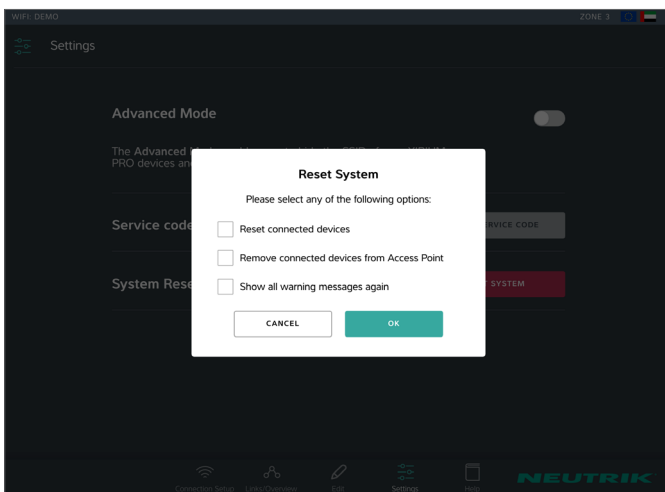 WIFI: DEMO
ZONE 3
Settings
Advanced Mode
The Advanced
PRO devices an
Reset System
Please select any of the following options:
Service code
Reset connected devices
RVICE CODE
Remove connected devices from Access Point
System Rese
Show all warning messages again
T SYSTEM
CANCEL
OK
Connection Setup
Links/Overview
Edit
Settings
Help
NEUTRIK